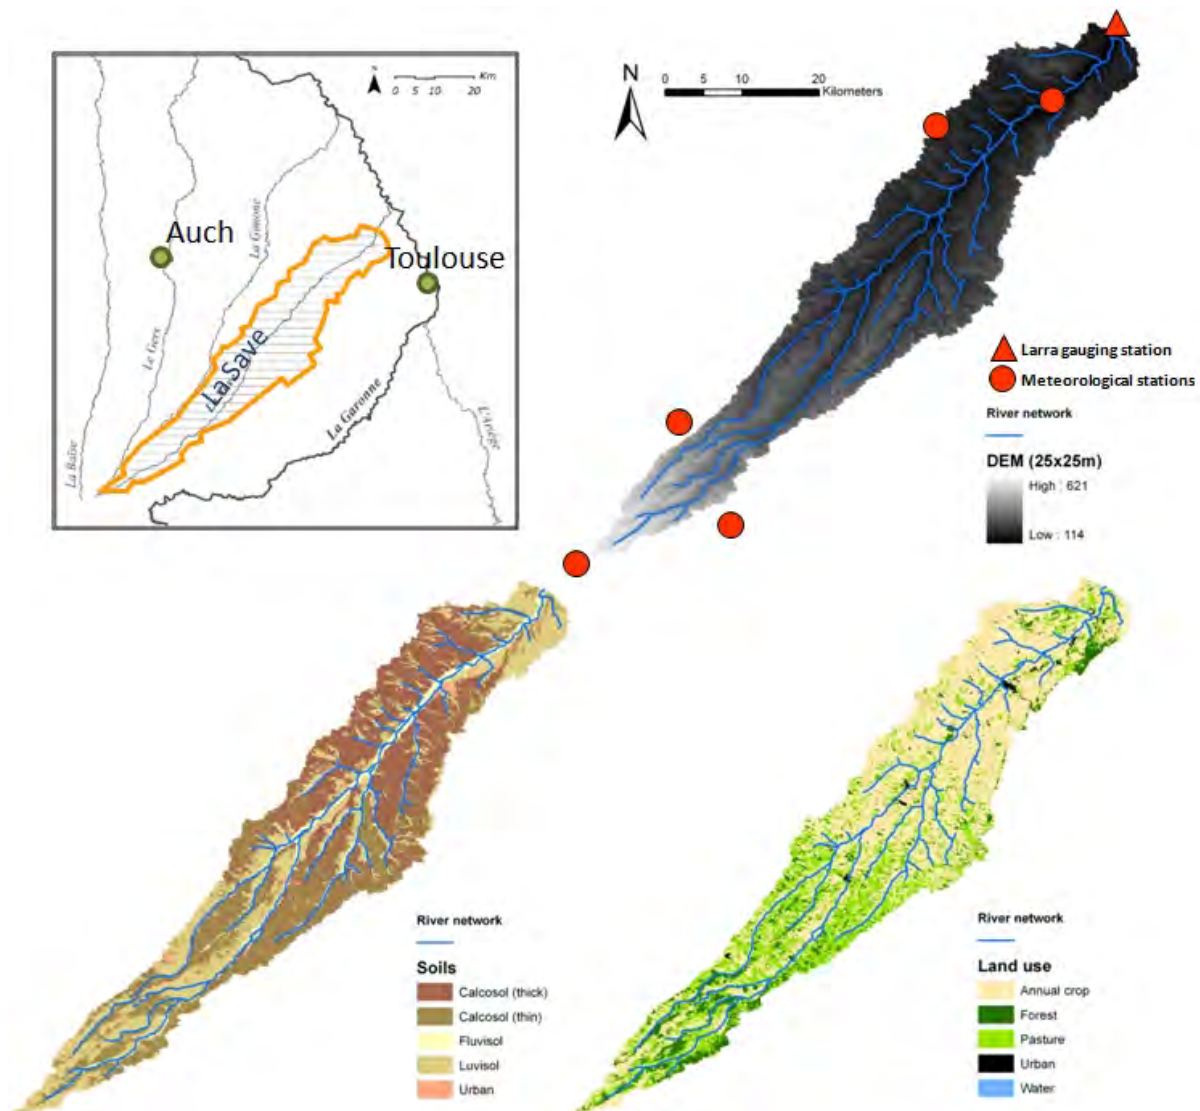 N
Km
0 5 10 20
Auch
Toulouse
La Gimone
Le Gers
La Save
La Baïse
La Garonne
L'Ariège
N
0 5 10 20
Kilometers
Larra gauging station
Meteorological stations
River network
DEM (25x25m)
High : 621
Low : 114
River network
Soils
Calcosol (thick)
Calcosol (thin)
Fluvisol
Luvisol
Urban
River network
Land use
Annual crop
Forest
Pasture
Urban
Water